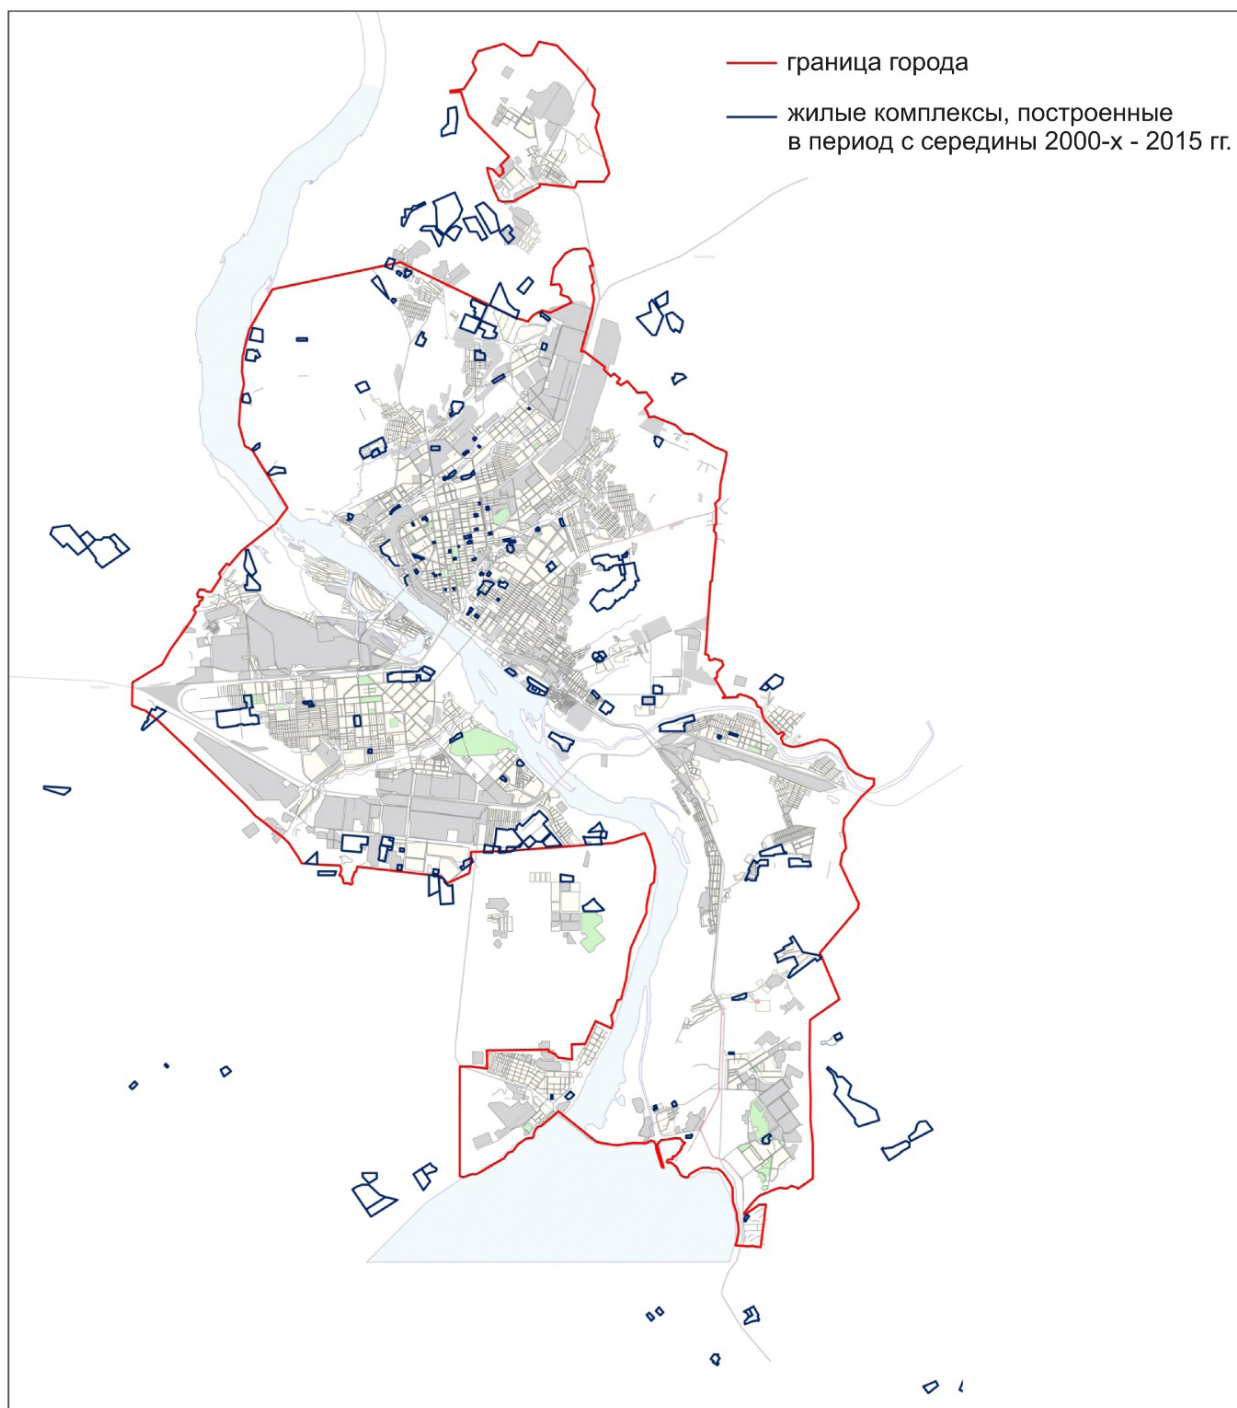 граница города
жилые комплексы, построенные
в период с середины 2000-х - 2015 гг.